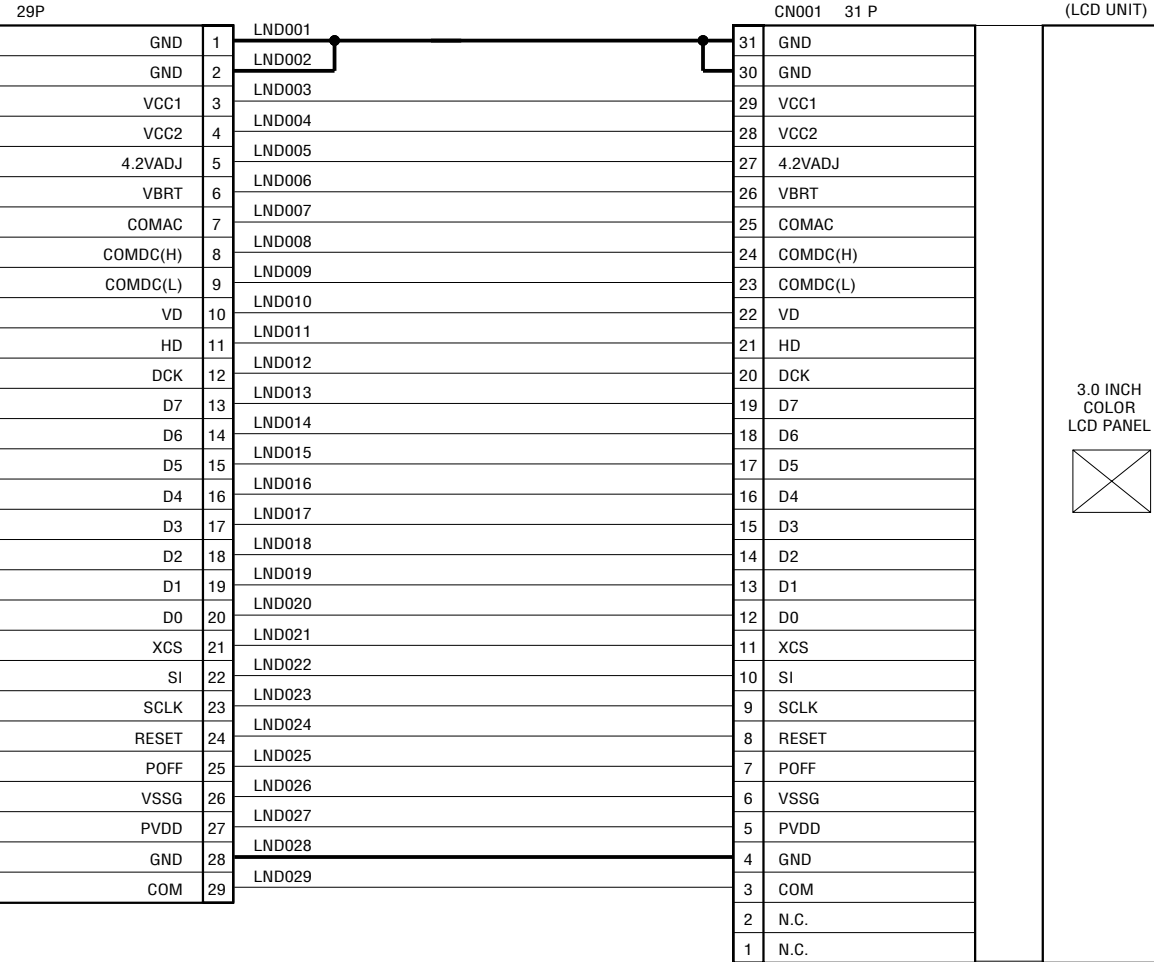 29P CN001 31 P (LCD UNIT)
GND 1 LND001 31 GND
GND 2 LND002 30 GND
VCC1 3 LND003 29 VCC1
VCC2 4 LND004 28 VCC2
4.2VADJ 5 LND005 27 4.2VADJ
VBRT 6 LND006 26 VBRT
COMAC 7 LND007 25 COMAC
COMDC(H) 8 LND008 24 COMDC(H)
COMDC(L) 9 LND009 23 COMDC(L)
VD 10 LND010 22 VD
HD 11 LND011 21 HD
DCK 12 LND012 20 DCK
D7 13 LND013 19 D7
D6 14 LND014 18 D6
D5 15 LND015 17 D5
D4 16 LND016 16 D4
D3 17 LND017 15 D3
D2 18 LND018 14 D2
D1 19 LND019 13 D1
D0 20 LND020 12 D0
XCS 21 LND021 11 XCS
SI 22 LND022 10 SI
SCLK 23 LND023 9 SCLK
RESET 24 LND024 8 RESET
POFF 25 LND025 7 POFF
VSSG 26 LND026 6 VSSG
PVDD 27 LND027 5 PVDD
GND 28 LND028 4 GND
COM 29 LND029 3 COM
2 N.C.
1 N.C.
3.0 INCH
COLOR
LCD PANEL